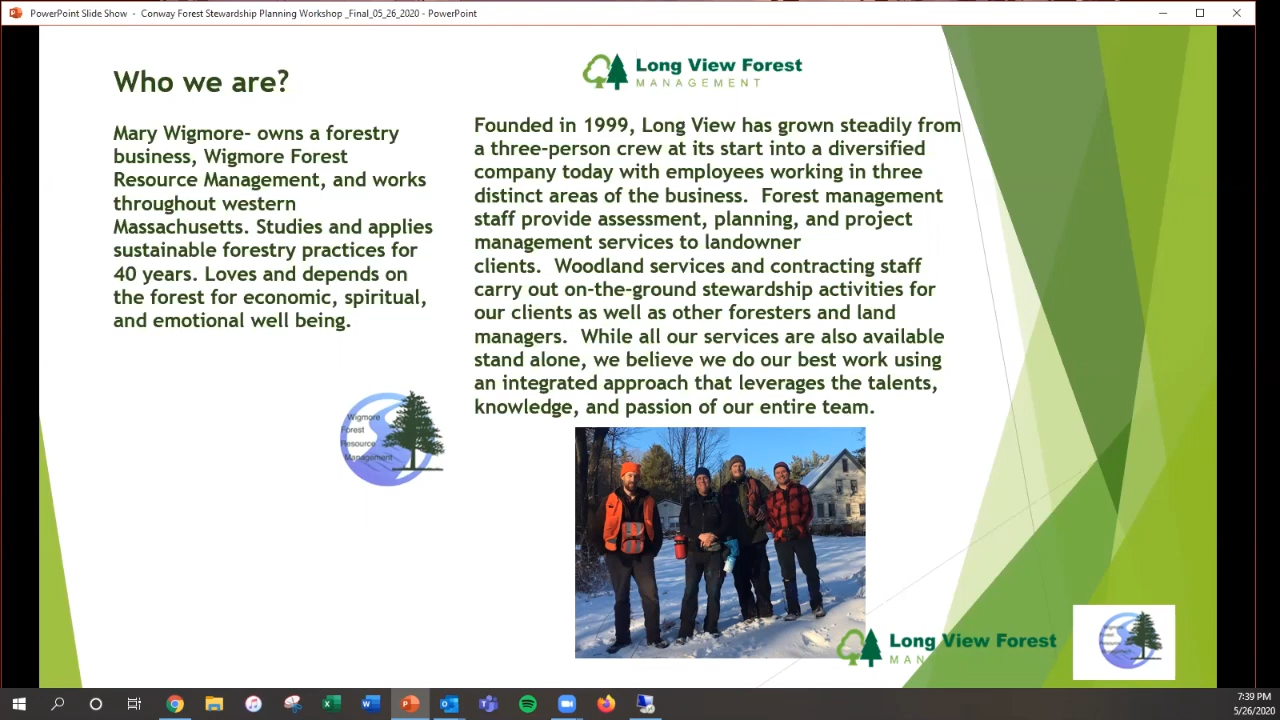 PowerPoint Slide Show - Conway Forest Stewardship Planning Workshop _Final_05_26_2020 - PowerPoint
Who we are?
Mary Wigmore- owns a forestry
business, Wigmore Forest
Resource Management, and works
throughout western
Massachusetts. Studies and applies
sustainable forestry practices for
40 years. Loves and depends on
the forest for economic, spiritual,
and emotional well being.
Wigmore
Forest
Resource
Management
Long View Forest
MANAGEMENT
Founded in 1999, Long View has grown steadily from
a three-person crew at its start into a diversified
company today with employees working in three
distinct areas of the business.  Forest management
staff provide assessment, planning, and project
management services to landowner
clients.  Woodland services and contracting staff
carry out on-the-ground stewardship activities for
our clients as well as other foresters and land
managers.  While all our services are also available
stand alone, we believe we do our best work using
an integrated approach that leverages the talents,
knowledge, and passion of our entire team.
Long View Forest
MAN
Wigmore
Forest
Resource
Management
7:39 PM
5/26/2020